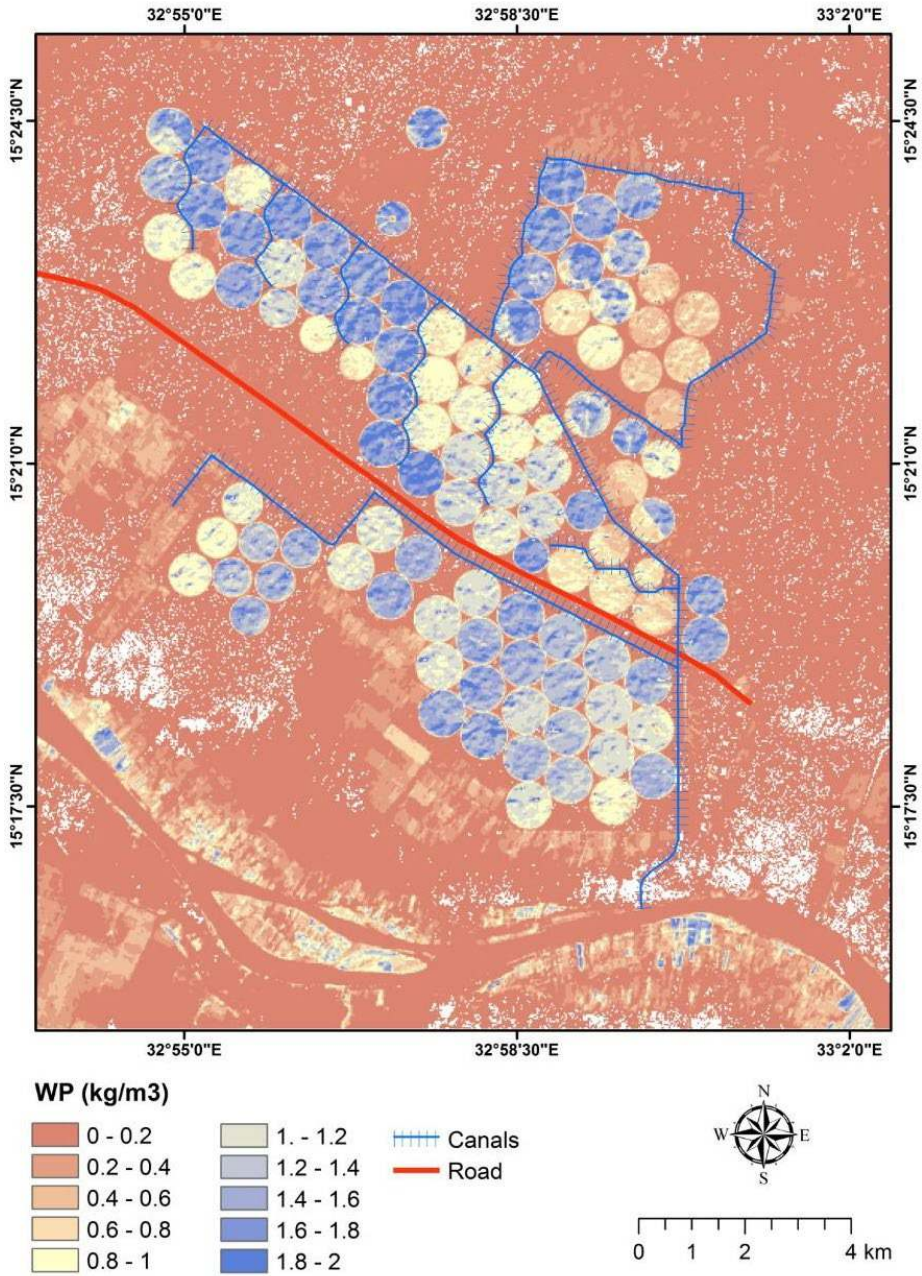 32°55'0"E 32°58'30"E 33°2'0"E
15°24'30"N 15°24'30"N
15°21'0"N 15°21'0"N
15°17'30"N 15°17'30"N
32°55'0"E 32°58'30"E 33°2'0"E
WP (kg/m3)
0 - 0.2
0.2 - 0.4
0.4 - 0.6
0.6 - 0.8
0.8 - 1
1. - 1.2
1.2 - 1.4
1.4 - 1.6
1.6 - 1.8
1.8 - 2
Canals
Road
N
W E
S
0 1 2 4 km